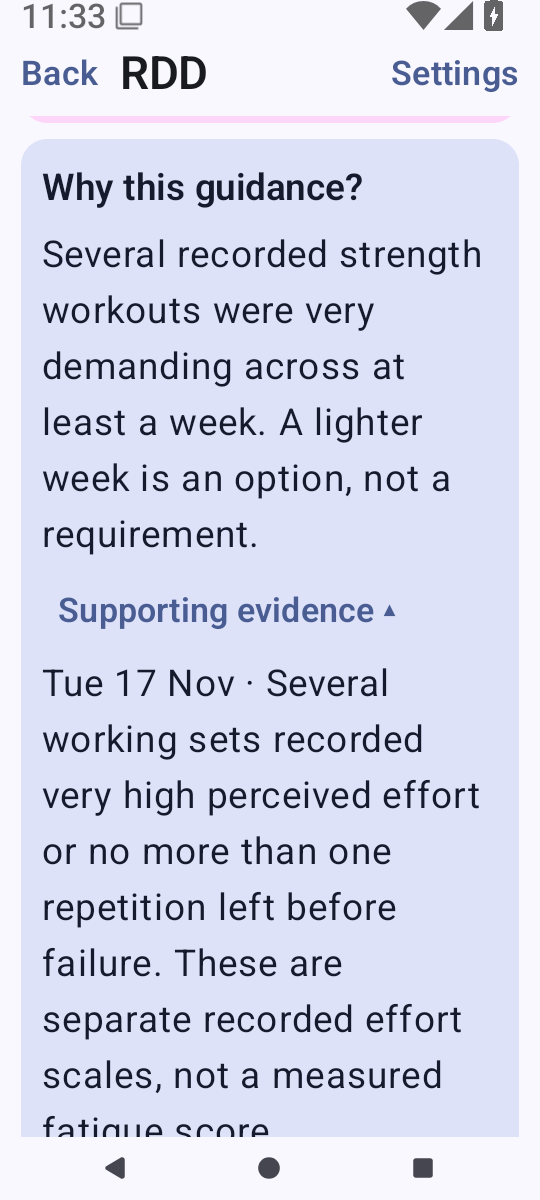 11:33
Back RDD Settings
Why this guidance?
Several recorded strength
workouts were very
demanding across at
least a week. A lighter
week is an option, not a
requirement.
Supporting evidence ▲
Tue 17 Nov · Several
working sets recorded
very high perceived effort
or no more than one
repetition left before
failure. These are
separate recorded effort
scales, not a measured
fatigue score.